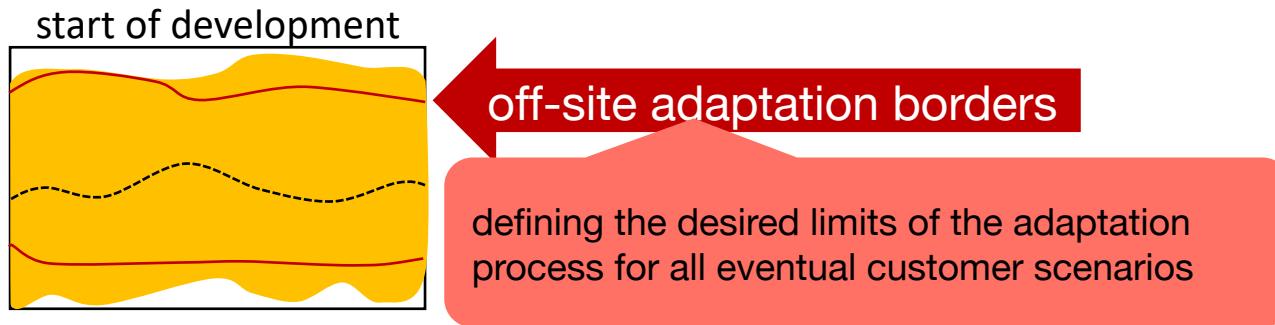 start of development
off-site adaptation borders
defining the desired limits of the adaptation
process for all eventual customer scenarios